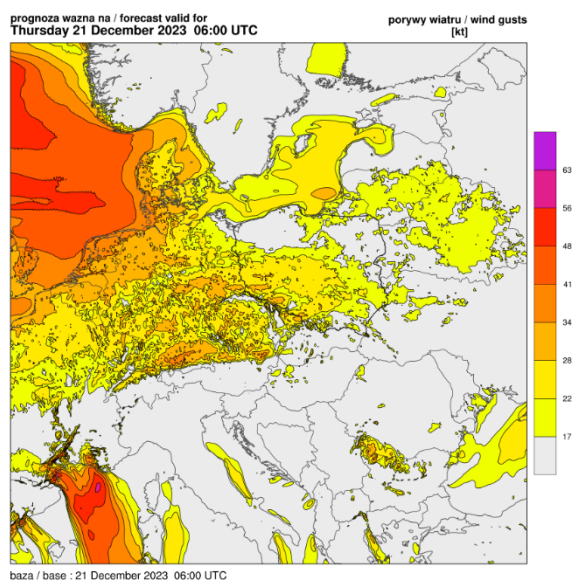 prognoza wazna na / forecast valid for
Thursday 21 December 2023 06:00 UTC
porywy wiatru / wind gusts
[kt]
63
56
48
41
34
28
22
17
baza / base : 21 December 2023 06:00 UTC